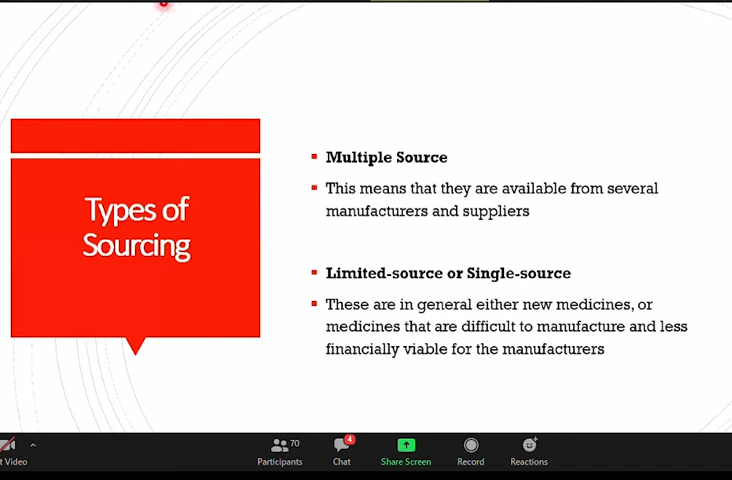 Types of
Sourcing
Multiple Source
This means that they are available from several
manufacturers and suppliers
Limited-source or Single-source
These are in general either new medicines, or
medicines that are difficult to manufacture and less
financially viable for the manufacturers
t Video
70
Participants
4
Chat
Share Screen
Record
Reactions